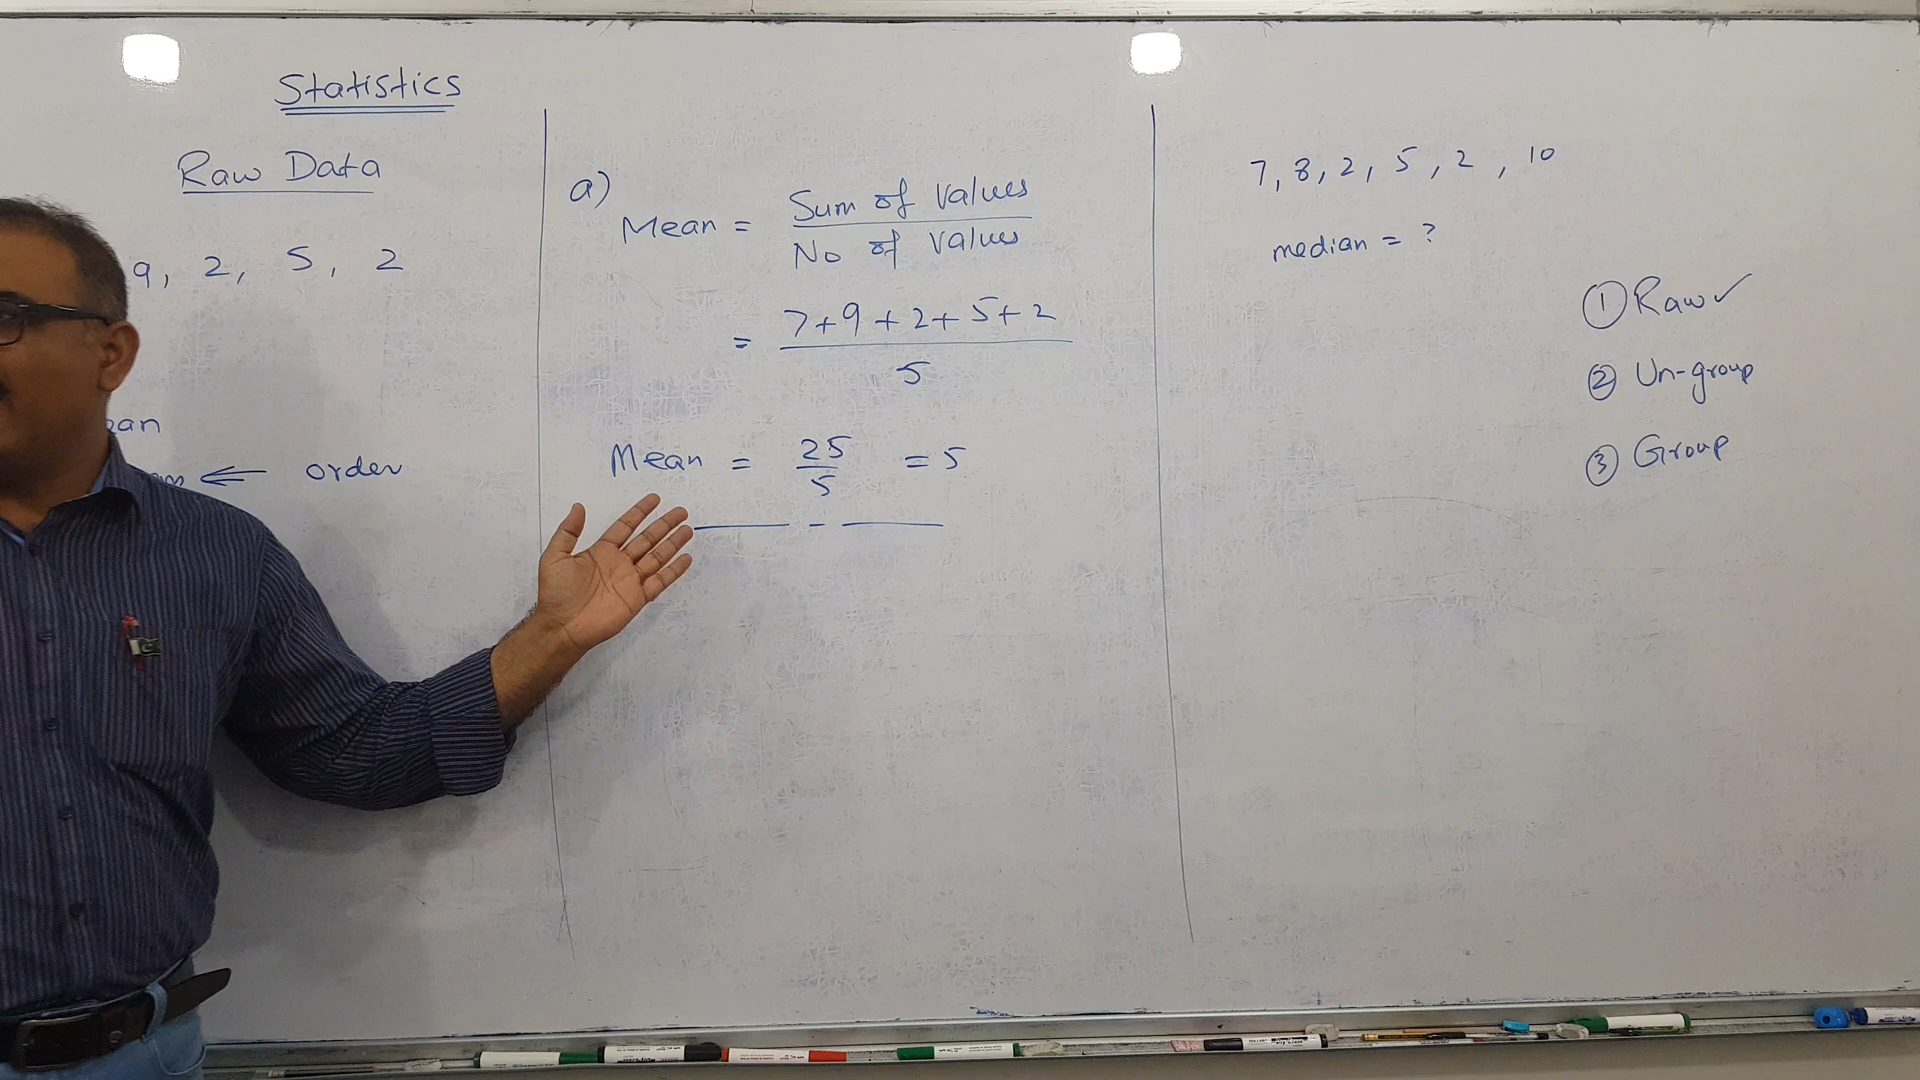 Statistics
Raw Data
9, 2, 5, 2
order
a)
Mean = Sum of values
No of values
= 7+9+2+5+2
5
Mean = 25 = 5
5
7, 8, 2, 5, 2, 10
median = ?
① Raw ✓
② Un-group
③ Group